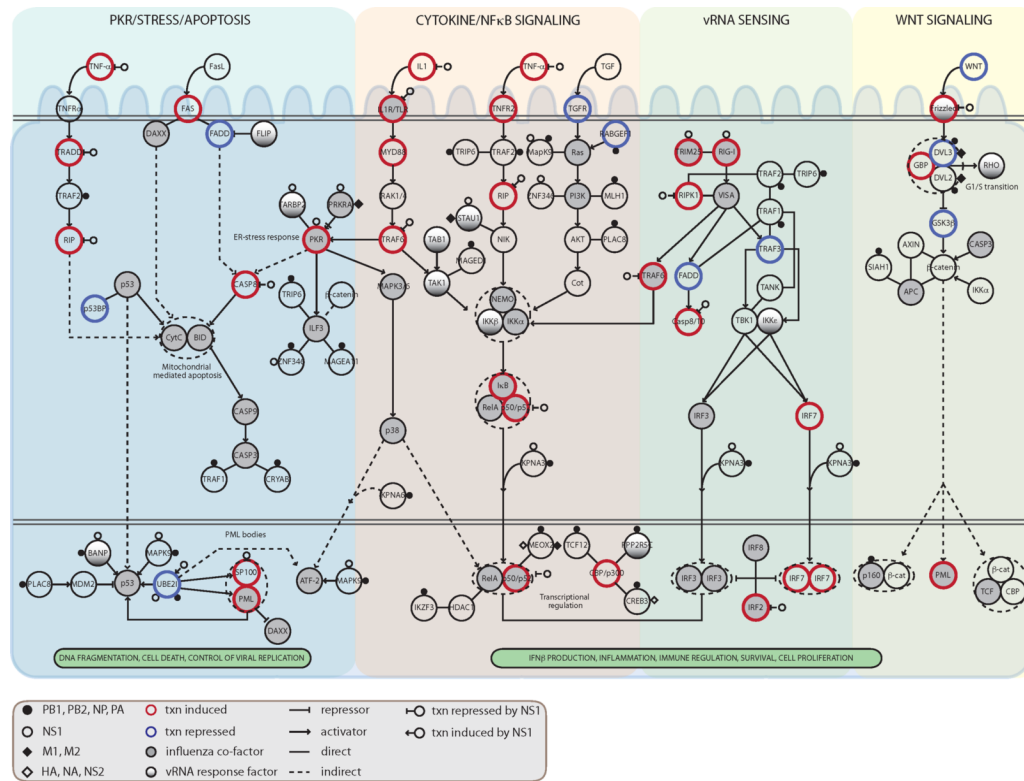 PKR/STRESS/APOPTOSIS
CYTOKINE/NFκB SIGNALING
vRNA SENSING
WNT SIGNALING
TNF-α
FasL
IL1
TNF-α
TGF
WNT
TNFRα
FAS
IL1R/TLR
TNFR2
TGFR
Frizzled
DAXX
FADD
FLIP
RABGEF1
TRADD
MYD88
TRIP6
TRAF2
MapK9
Ras
TRIM25
RIG-I
DVL3
GBP
RHO
DVL2
G1/S transition
TRAF2
TARBP2
PRKRA
IRAK1/4
RIP
ZNF346
PI3K
MLH1
RIPK1
VISA
TRAF2
TRIP6
TRAF1
STAU1
GSK3β
RIP
ER-stress response
PKR
TRAF6
TAB1
NIK
AKT
PLAC8
TRAF3
AXIN
CASP3
MAGED1
β-catenin
SIAH1
APC
IKKα
p53
CASP8
MAPK3/6
TAK1
Cot
TRAF6
FADD
TANK
p53BP
TRIP6
β-catenin
NEMO
IKKβ
IKKα
Casp8/10
TBK1
IKKε
CytC
BID
ILF3
Mitochondrial
mediated apoptosis
ZNF346
MAGEA11
IκB
RelA
p50/p52
CASP9
IRF3
IRF7
p38
CASP3
TRAF1
CRYAB
KPNA3
KPNA3
KPNA3
KPNA6
PML bodies
BANP
MAPK9
SP100
MEOX2
TCF12
PPP2R5C
IRF8
PLAC8
MDM2
p53
UBE2I
ATF-2
MAPK9
RelA
p50/p52
CBP/p300
IRF3
IRF3
IRF7
IRF7
p160
β-cat
PML
β-cat
TCF
CBP
PML
Transcriptional
regulation
IKZF3
HDAC1
CREB3
IRF2
DAXX
DNA FRAGMENTATION, CELL DEATH, CONTROL OF VIRAL REPLICATION
IFNβ PRODUCTION, INFLAMMATION, IMMUNE REGULATION, SURVIVAL, CELL PROLIFERATION
PB1, PB2, NP, PA
txn induced
repressor
txn repressed by NS1
NS1
txn repressed
activator
txn induced by NS1
M1, M2
influenza co-factor
direct
HA, NA, NS2
vRNA response factor
indirect